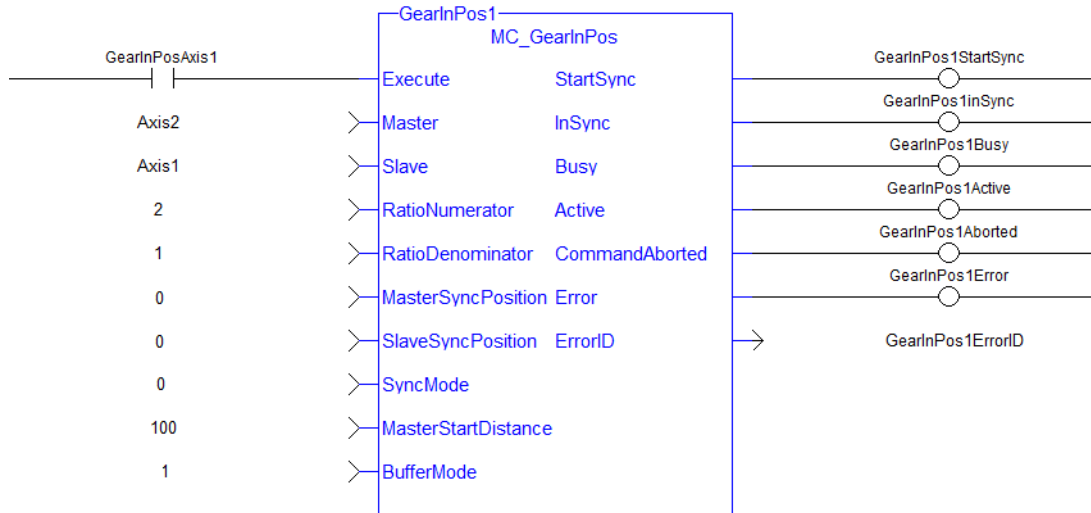 GearInPos1
MC_GearInPos
GearInPosAxis1 Execute StartSync GearInPos1StartSync
Axis2 Master InSync GearInPos1inSync
Axis1 Slave Busy GearInPos1Busy
2 RatioNumerator Active GearInPos1Active
1 RatioDenominator CommandAborted GearInPos1Aborted
0 MasterSyncPosition Error GearInPos1Error
0 SlaveSyncPosition ErrorID GearInPos1ErrorID
0 SyncMode
100 MasterStartDistance
1 BufferMode